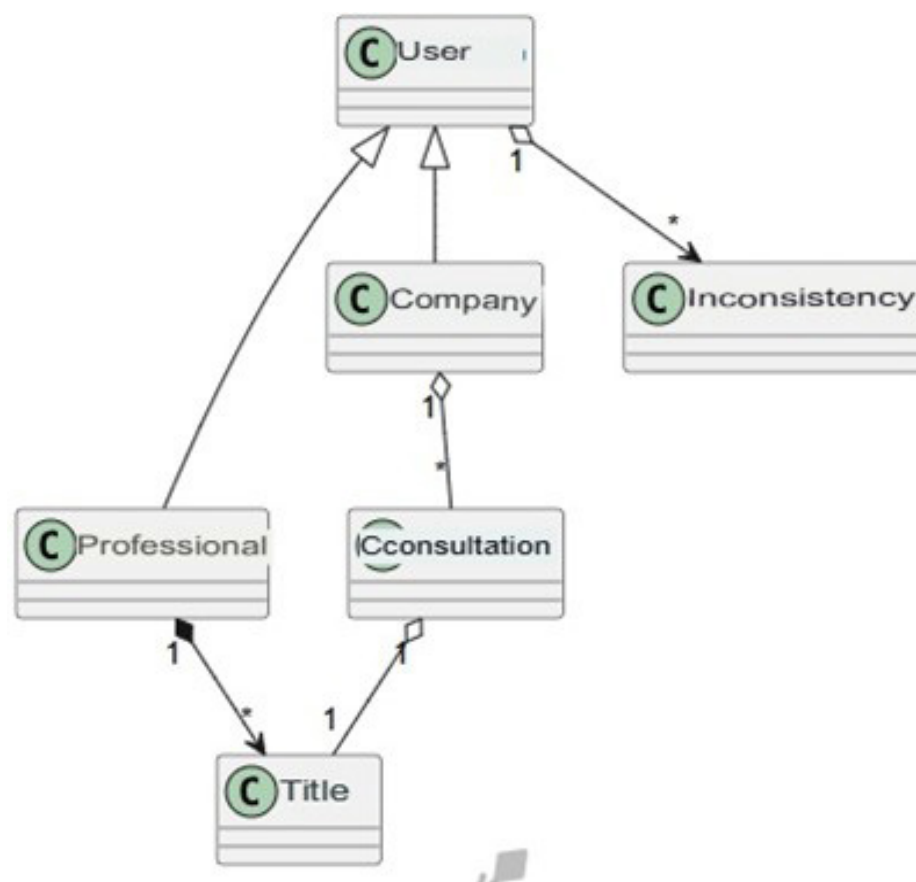 C User
1
*
C Company
C Inconsistency
1
*
C Professional
Cconsultation
1
1
*
1
C Title